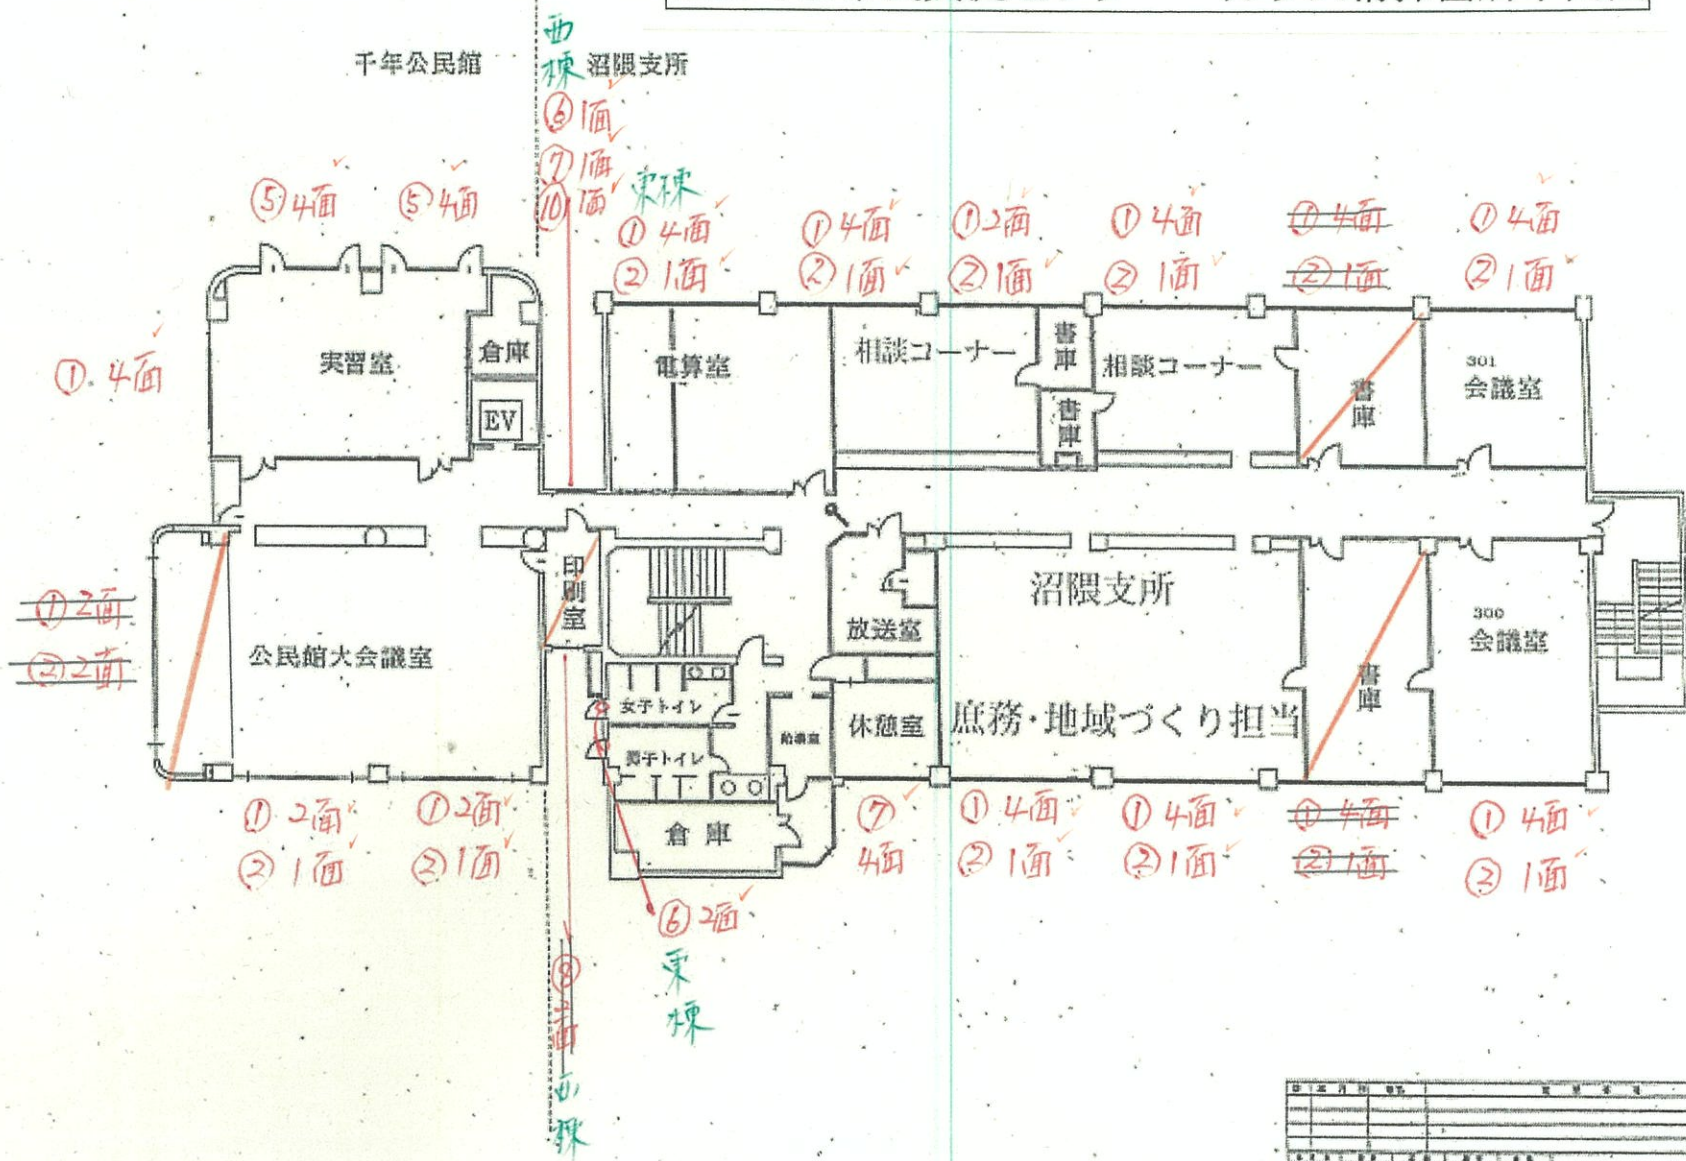 千年公民館
西棟
沼隈支所
⑥ 1面
⑦ 1面
⑩ 1面
東棟
⑤ 4面
⑤ 4面
① 4面
② 1面
① 4面
② 1面
① 2面
② 1面
① 4面
② 1面
① 4面
② 1面
① 4面
② 1面
① 4面
実習室
倉庫
EV
電算室
相談コーナー
書庫
書庫
相談コーナー
書庫
301
会議室
① 2面
② 2面
公民館大会議室
印刷室
女子トイレ
男子トイレ
倉庫
放送室
休憩室
沼隈支所
庶務・地域づくり担当
書庫
300
会議室
① 2面
② 1面
① 2面
② 1面
⑦
4面
① 4面
② 1面
① 4面
② 1面
① 4面
② 1面
① 4面
② 1面
⑥ 2面
東棟
⑧
2面
西棟